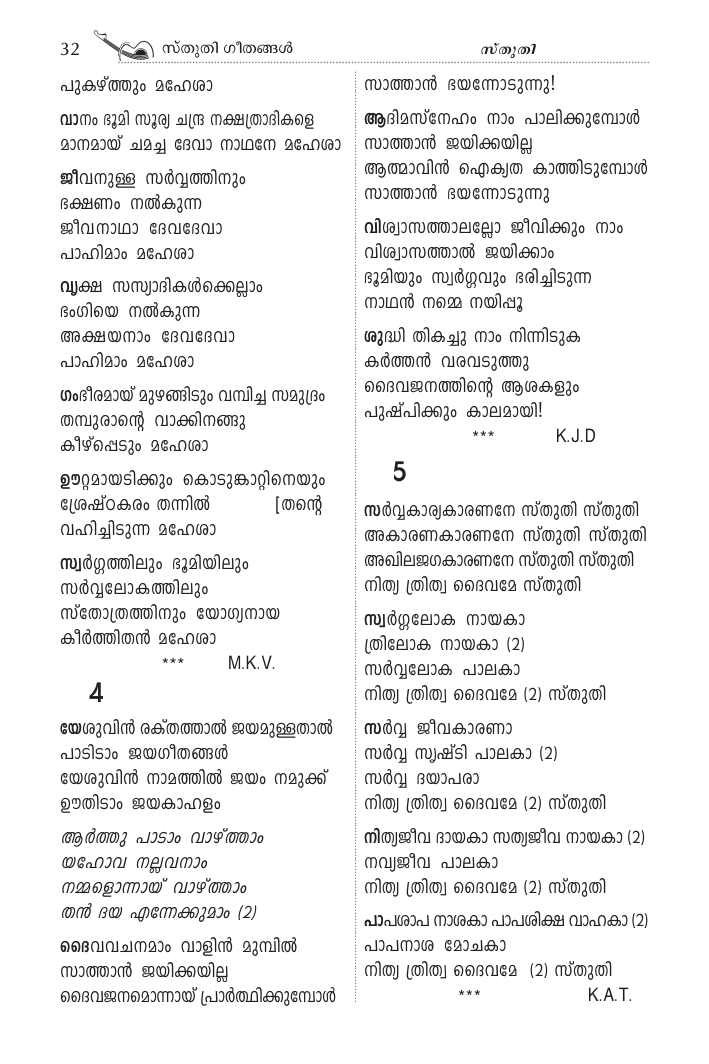 32 സ്തുതി ഗീതങ്ങൾ സ്തുതി
പുകഴ്ത്തും മഹേശാ
വാനം ഭൂമി സൂര്യ ചന്ദ്ര നക്ഷത്രാദികളെ
മാനമായ് ചമച്ച ദേവാ നാഥനേ മഹേശാ
ജീവനുള്ള സർവ്വത്തിനും
ഭക്ഷണം നൽകുന്ന
ജീവനാഥാ ദേവദേവാ
പാഹിമാം മഹേശാ
വൃക്ഷ സസ്യാദികൾക്കെല്ലാം
ഭംഗിയെ നൽകുന്ന
അക്ഷയനാം ദേവദേവാ
പാഹിമാം മഹേശാ
ഗംഭീരമായ് മുഴങ്ങിടും വമ്പിച്ച സമുദ്രം
തമ്പുരാന്റെ വാക്കിനങ്ങു
കീഴ്പ്പെടും മഹേശാ
ഊറ്റമായടിക്കും കൊടുങ്കാറ്റിനെയും
ശ്രേഷ്ഠകരം തന്നിൽ [തന്റെ
വഹിച്ചിടുന്ന മഹേശാ
സ്വർഗ്ഗത്തിലും ഭൂമിയിലും
സർവ്വലോകത്തിലും
സ്തോത്രത്തിനും യോഗ്യനായ
കീർത്തിതൻ മഹേശാ
*** M.K.V.
4
യേശുവിൻ രക്തത്താൽ ജയമുള്ളതാൽ
പാടിടാം ജയഗീതങ്ങൾ
യേശുവിൻ നാമത്തിൽ ജയം നമുക്ക്
ഊതിടാം ജയകാഹളം
ആർത്തു പാടാം വാഴ്ത്താം
യഹോവ നല്ലവനാം
നമ്മളൊന്നായ് വാഴ്ത്താം
തൻ ദയ എന്നേക്കുമാം (2)
ദൈവവചനമാം വാളിൻ മുമ്പിൽ
സാത്താൻ ജയിക്കയില്ല
ദൈവജനമൊന്നായ് പ്രാർത്ഥിക്കുമ്പോൾ
സാത്താൻ ഭയന്നോടുന്നു!
ആദിമസ്നേഹം നാം പാലിക്കുമ്പോൾ
സാത്താൻ ജയിക്കയില്ല
ആത്മാവിൻ ഐക്യത കാത്തിടുമ്പോൾ
സാത്താൻ ഭയന്നോടുന്നു
വിശ്വാസത്താലല്ലോ ജീവിക്കും നാം
വിശ്വാസത്താൽ ജയിക്കാം
ഭൂമിയും സ്വർഗ്ഗവും ഭരിച്ചിടുന്ന
നാഥൻ നമ്മെ നയിപ്പൂ
ശുദ്ധി തികച്ചു നാം നിന്നിടുക
കർത്തൻ വരവടുത്തു
ദൈവജനത്തിന്റെ ആശകളും
പുഷ്പിക്കും കാലമായി!
*** K.J.D
5
സർവ്വകാര്യകാരണനേ സ്തുതി സ്തുതി
അകാരണകാരണനേ സ്തുതി സ്തുതി
അഖിലജഗകാരണനേ സ്തുതി സ്തുതി
നിത്യ ത്രിത്വ ദൈവമേ സ്തുതി
സ്വർഗ്ഗലോക നായകാ
ത്രിലോക നായകാ (2)
സർവ്വലോക പാലകാ
നിത്യ ത്രിത്വ ദൈവമേ (2) സ്തുതി
സർവ്വ ജീവകാരണാ
സർവ്വ സൃഷ്ടി പാലകാ (2)
സർവ്വ ദയാപരാ
നിത്യ ത്രിത്വ ദൈവമേ (2) സ്തുതി
നിത്യജീവ ദായകാ സത്യജീവ നായകാ (2)
നവ്യജീവ പാലകാ
നിത്യ ത്രിത്വ ദൈവമേ (2) സ്തുതി
പാപശാപ നാശകാ പാപശിക്ഷ വാഹകാ (2)
പാപനാശ മോചകാ
നിത്യ ത്രിത്വ ദൈവമേ (2) സ്തുതി
*** K.A.T.